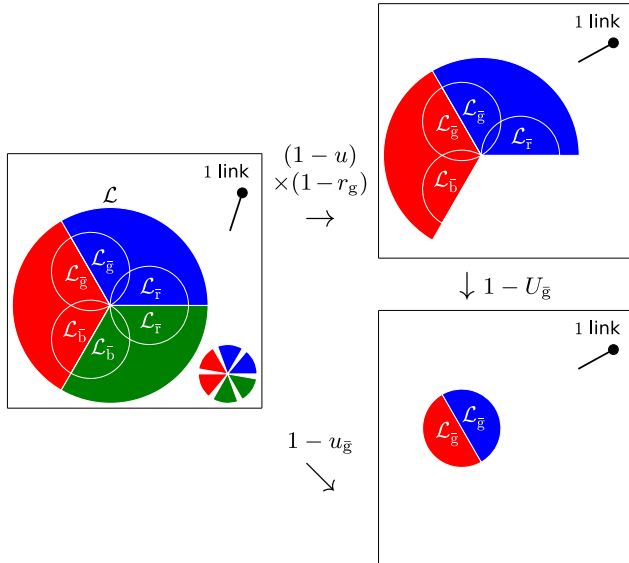 1 link
ℒ
ℒ_ḡ ℒ_ḡ
ℒ_r̄
ℒ_r̄
ℒ_b̄ ℒ_b̄
(1 − u)
×(1 − r_g)
→
1 link
ℒ_ḡ ℒ_ḡ
ℒ_r̄
ℒ_b̄
↓ 1 − U_ḡ
1 link
ℒ_ḡ ℒ_ḡ
1 − u_ḡ
↘